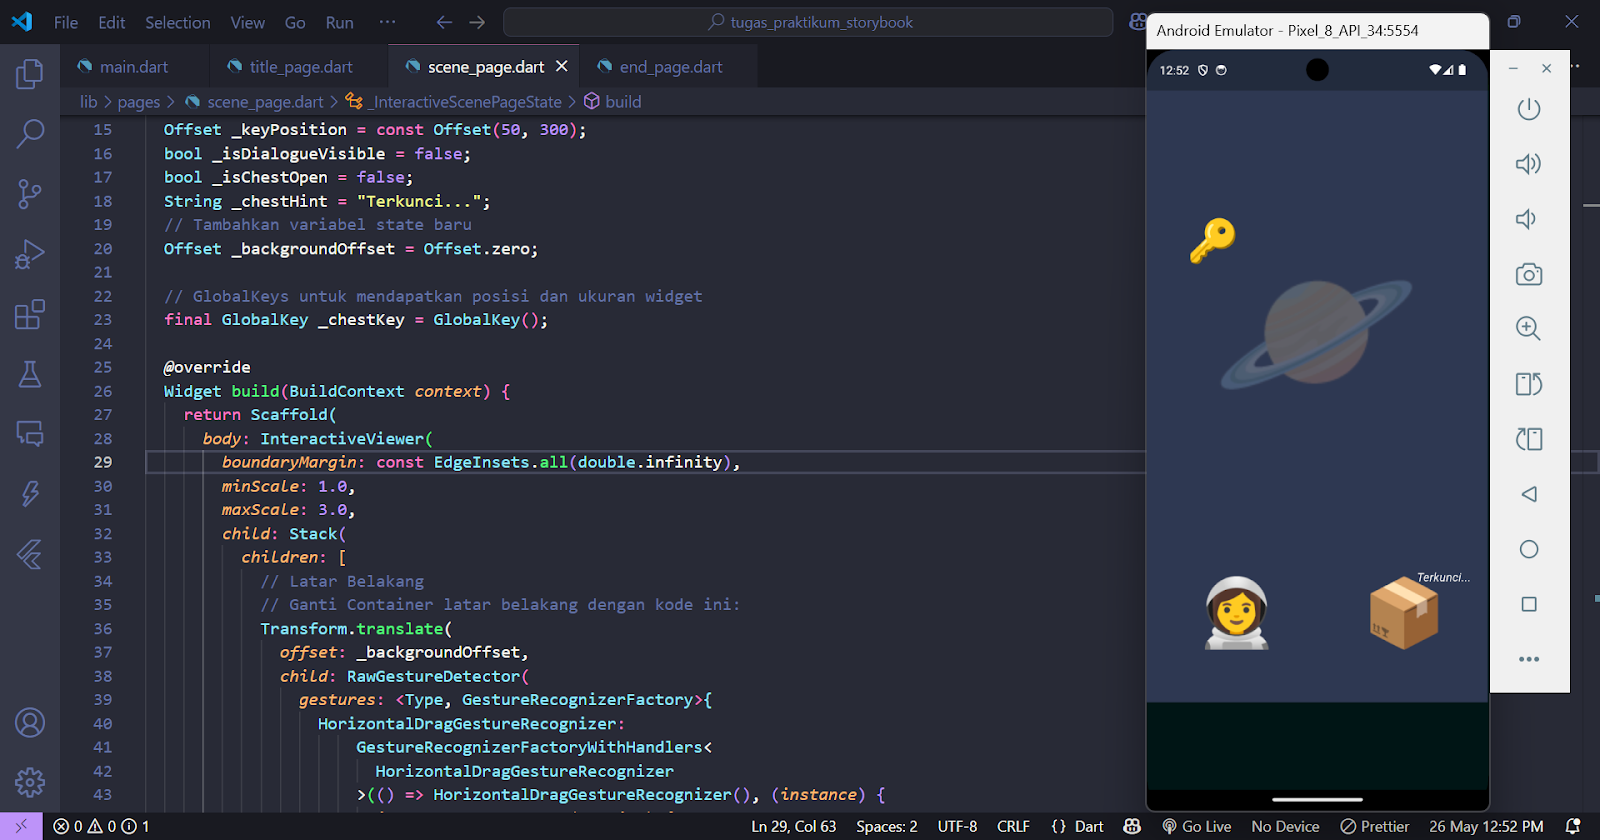 File Edit Selection View Go Run ··· ← → tugas_praktikum_storybook
main.dart title_page.dart scene_page.dart × end_page.dart
lib > pages > scene_page.dart > _InteractiveScenePageState > build
15 Offset _keyPosition = const Offset(50, 300);
16 bool _isDialogueVisible = false;
17 bool _isChestOpen = false;
18 String _chestHint = "Terkunci...";
19 // Tambahkan variabel state baru
20 Offset _backgroundOffset = Offset.zero;
21
22 // GlobalKeys untuk mendapatkan posisi dan ukuran widget
23 final GlobalKey _chestKey = GlobalKey();
24
25 @override
26 Widget build(BuildContext context) {
27 return Scaffold(
28 body: InteractiveViewer(
29 boundaryMargin: const EdgeInsets.all(double.infinity),
30 minScale: 1.0,
31 maxScale: 3.0,
32 child: Stack(
33 children: [
34 // Latar Belakang
35 // Ganti Container latar belakang dengan kode ini:
36 Transform.translate(
37 offset: _backgroundOffset,
38 child: RawGestureDetector(
39 gestures: <Type, GestureRecognizerFactory>{
40 HorizontalDragGestureRecognizer:
41 GestureRecognizerFactoryWithHandlers<
42 HorizontalDragGestureRecognizer
43 >(() => HorizontalDragGestureRecognizer(), (instance) {
Android Emulator - Pixel_8_API_34:5554
12:52
Terkunci...
0 0 1 Ln 29, Col 63 Spaces: 2 UTF-8 CRLF {} Dart Go Live No Device Prettier 26 May 12:52 PM